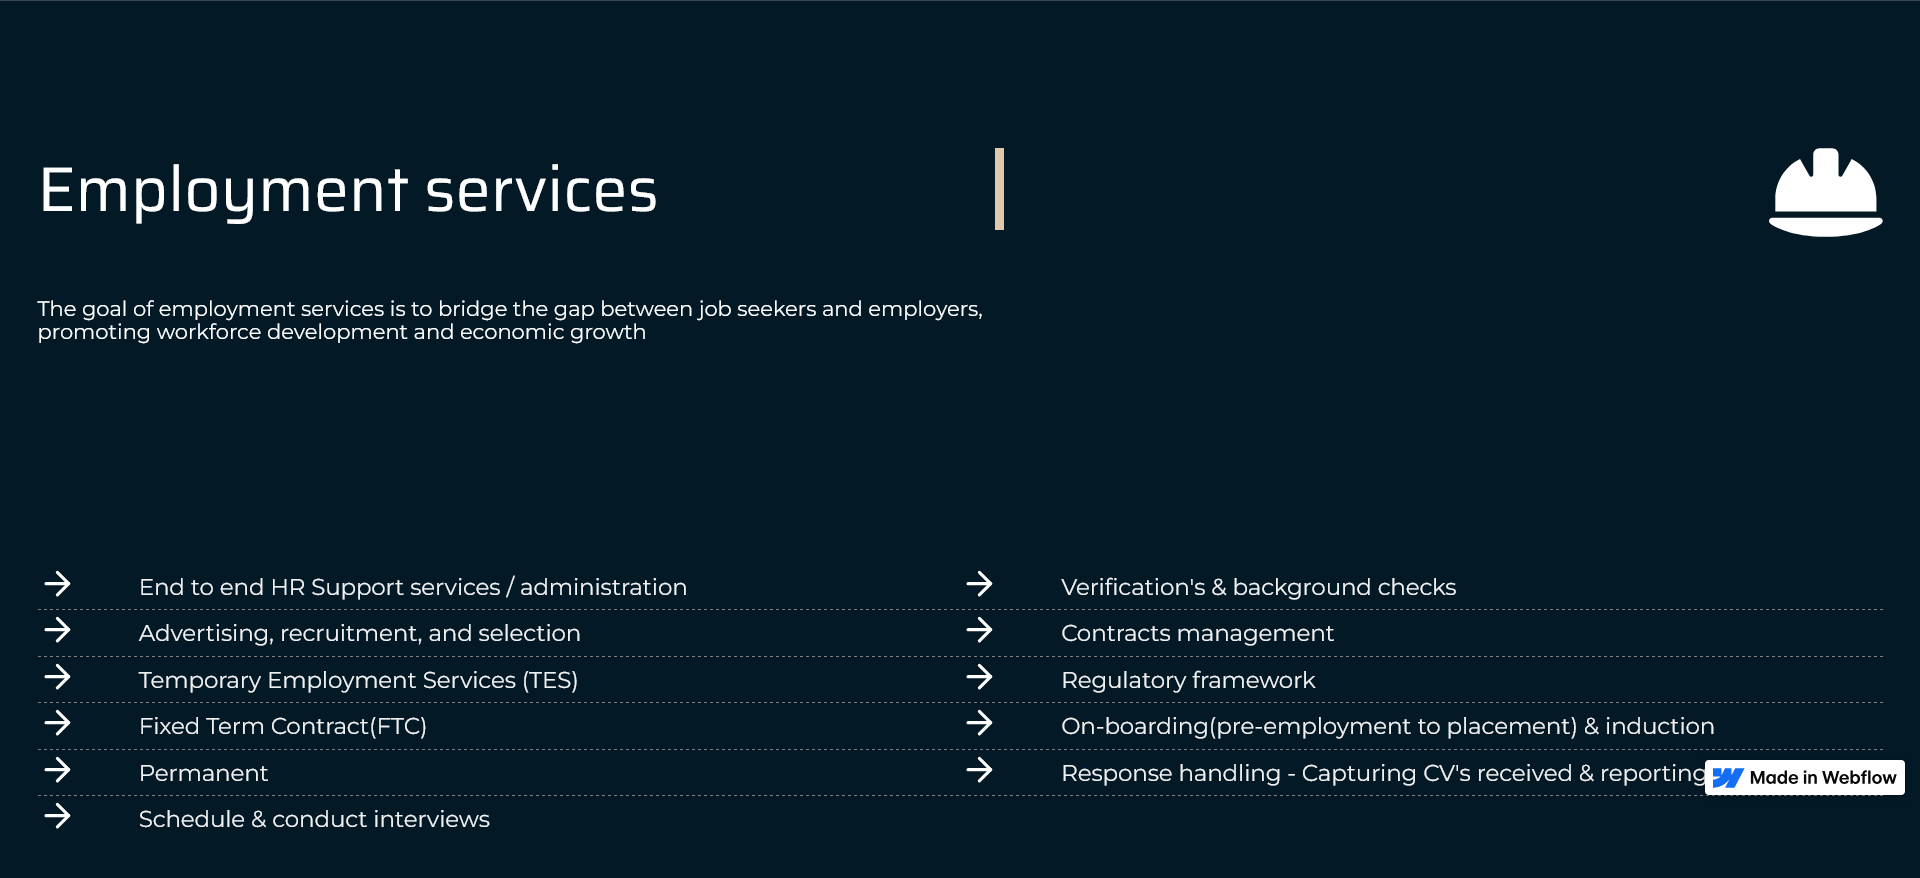 Employment services
The goal of employment services is to bridge the gap between job seekers and employers,
promoting workforce development and economic growth
End to end HR Support services / administration
Advertising, recruitment, and selection
Temporary Employment Services (TES)
Fixed Term Contract(FTC)
Permanent
Schedule & conduct interviews
Verification's & background checks
Contracts management
Regulatory framework
On-boarding(pre-employment to placement) & induction
Response handling - Capturing CV's received & reporting
Made in Webflow